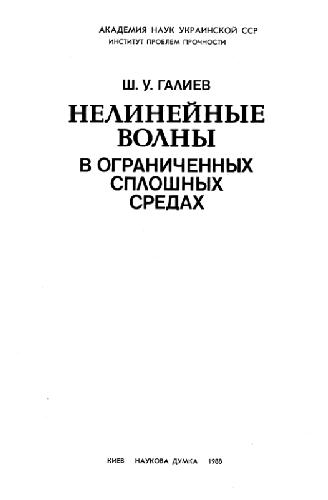 АКАДЕМИЯ НАУК УКРАИНСКОЙ ССР
ИНСТИТУТ ПРОБЛЕМ ПРОЧНОСТИ
Ш. У. ГАЛИЕВ
НЕЛИНЕЙНЫЕ
ВОЛНЫ
В ОГРАНИЧЕННЫХ
СПЛОШНЫХ
СРЕДАХ
КИЕВ НАУКОВА ДУМКА 1988